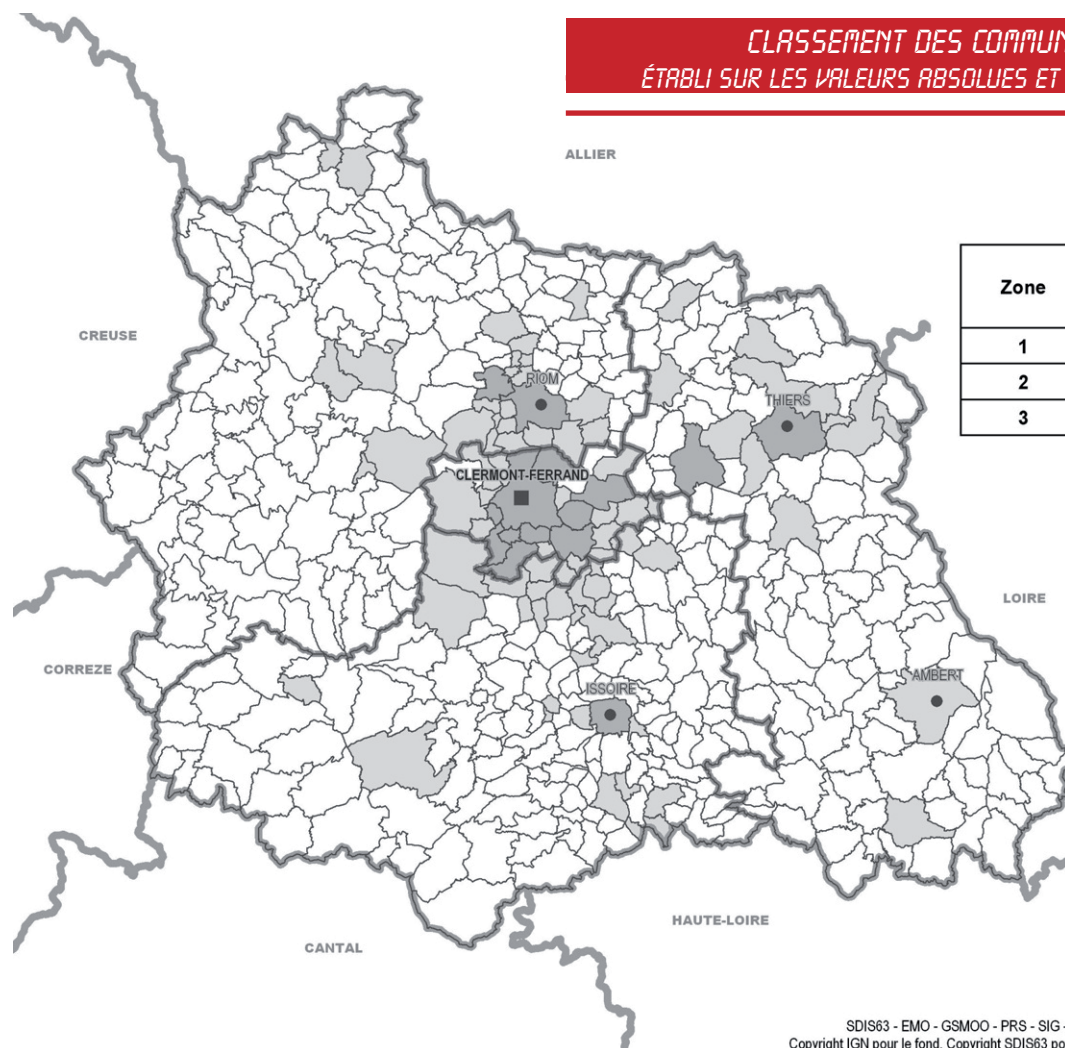 CLASSEMENT DES COMMUN
ÉTABLI SUR LES VALEURS ABSOLUES ET
ALLIER
Zone
1
2
3
CREUSE
RIOM
THIERS
CLERMONT-FERRAND
LOIRE
CORREZE
AMBERT
ISSOIRE
HAUTE-LOIRE
CANTAL
SDIS63 - EMO - GSMOO - PRS - SIG -
Copyright IGN pour le fond, Copyright SDIS63 po